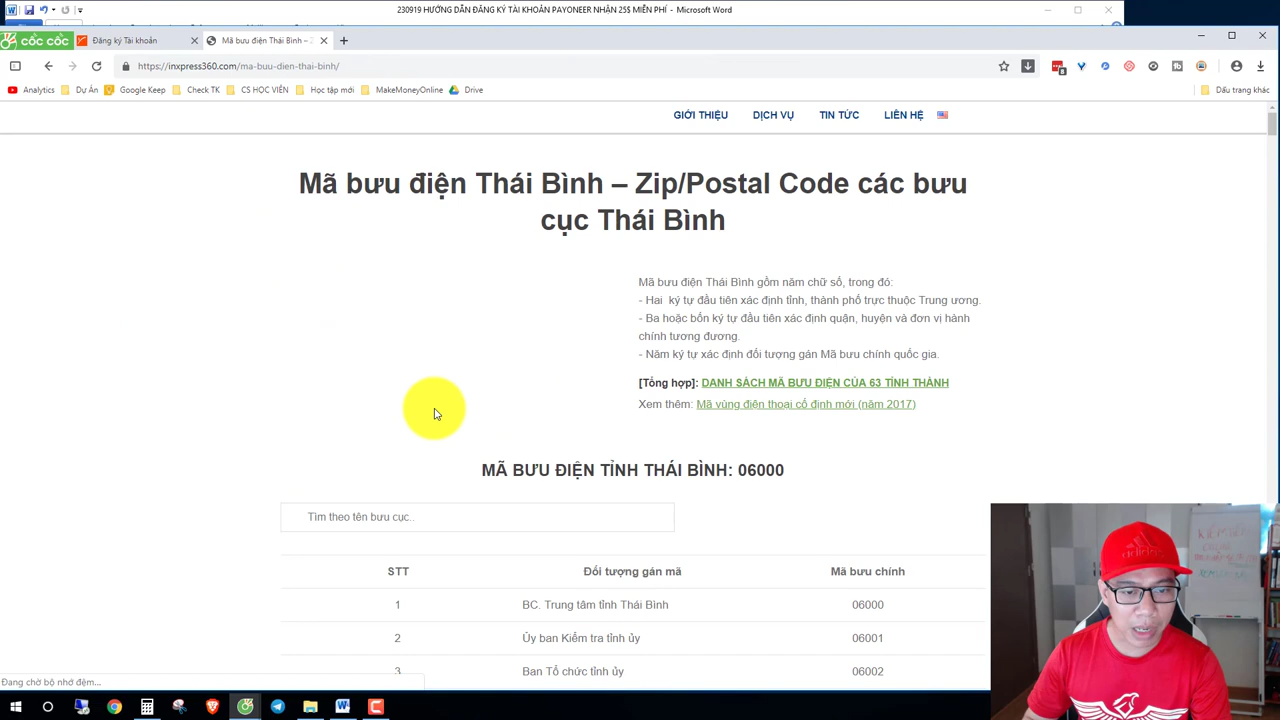 230919 HƯỚNG DẪN ĐĂNG KÝ TÀI KHOẢN PAYONEER NHẬN 25$ MIỄN PHÍ - Microsoft Word
cốc cốc
Đăng ký Tài khoản
Mã bưu điện Thái Bình –
https://inxpress360.com/ma-buu-dien-thai-binh/
Analytics
Dự Án
Google Keep
Check TK
CS HỌC VIÊN
Học tập mới
MakeMoneyOnline
Drive
Dấu trang khác
GIỚI THIỆU
DỊCH VỤ
TIN TỨC
LIÊN HỆ
Mã bưu điện Thái Bình – Zip/Postal Code các bưu
cục Thái Bình
Mã bưu điện Thái Bình gồm năm chữ số, trong đó:
- Hai ký tự đầu tiên xác định tỉnh, thành phố trực thuộc Trung ương.
- Ba hoặc bốn ký tự đầu tiên xác định quận, huyện và đơn vị hành
chính tương đương.
- Năm ký tự xác định đối tượng gán Mã bưu chính quốc gia.
[Tổng hợp]: DANH SÁCH MÃ BƯU ĐIỆN CỦA 63 TỈNH THÀNH
Xem thêm: Mã vùng điện thoại cố định mới (năm 2017)
MÃ BƯU ĐIỆN TỈNH THÁI BÌNH: 06000
Tìm theo tên bưu cục..
STT Đối tượng gán mã Mã bưu chính
1 BC. Trung tâm tỉnh Thái Bình 06000
2 Ủy ban Kiểm tra tỉnh ủy 06001
3 Ban Tổ chức tỉnh ủy 06002
Đang chờ bộ nhớ đệm...
adidas